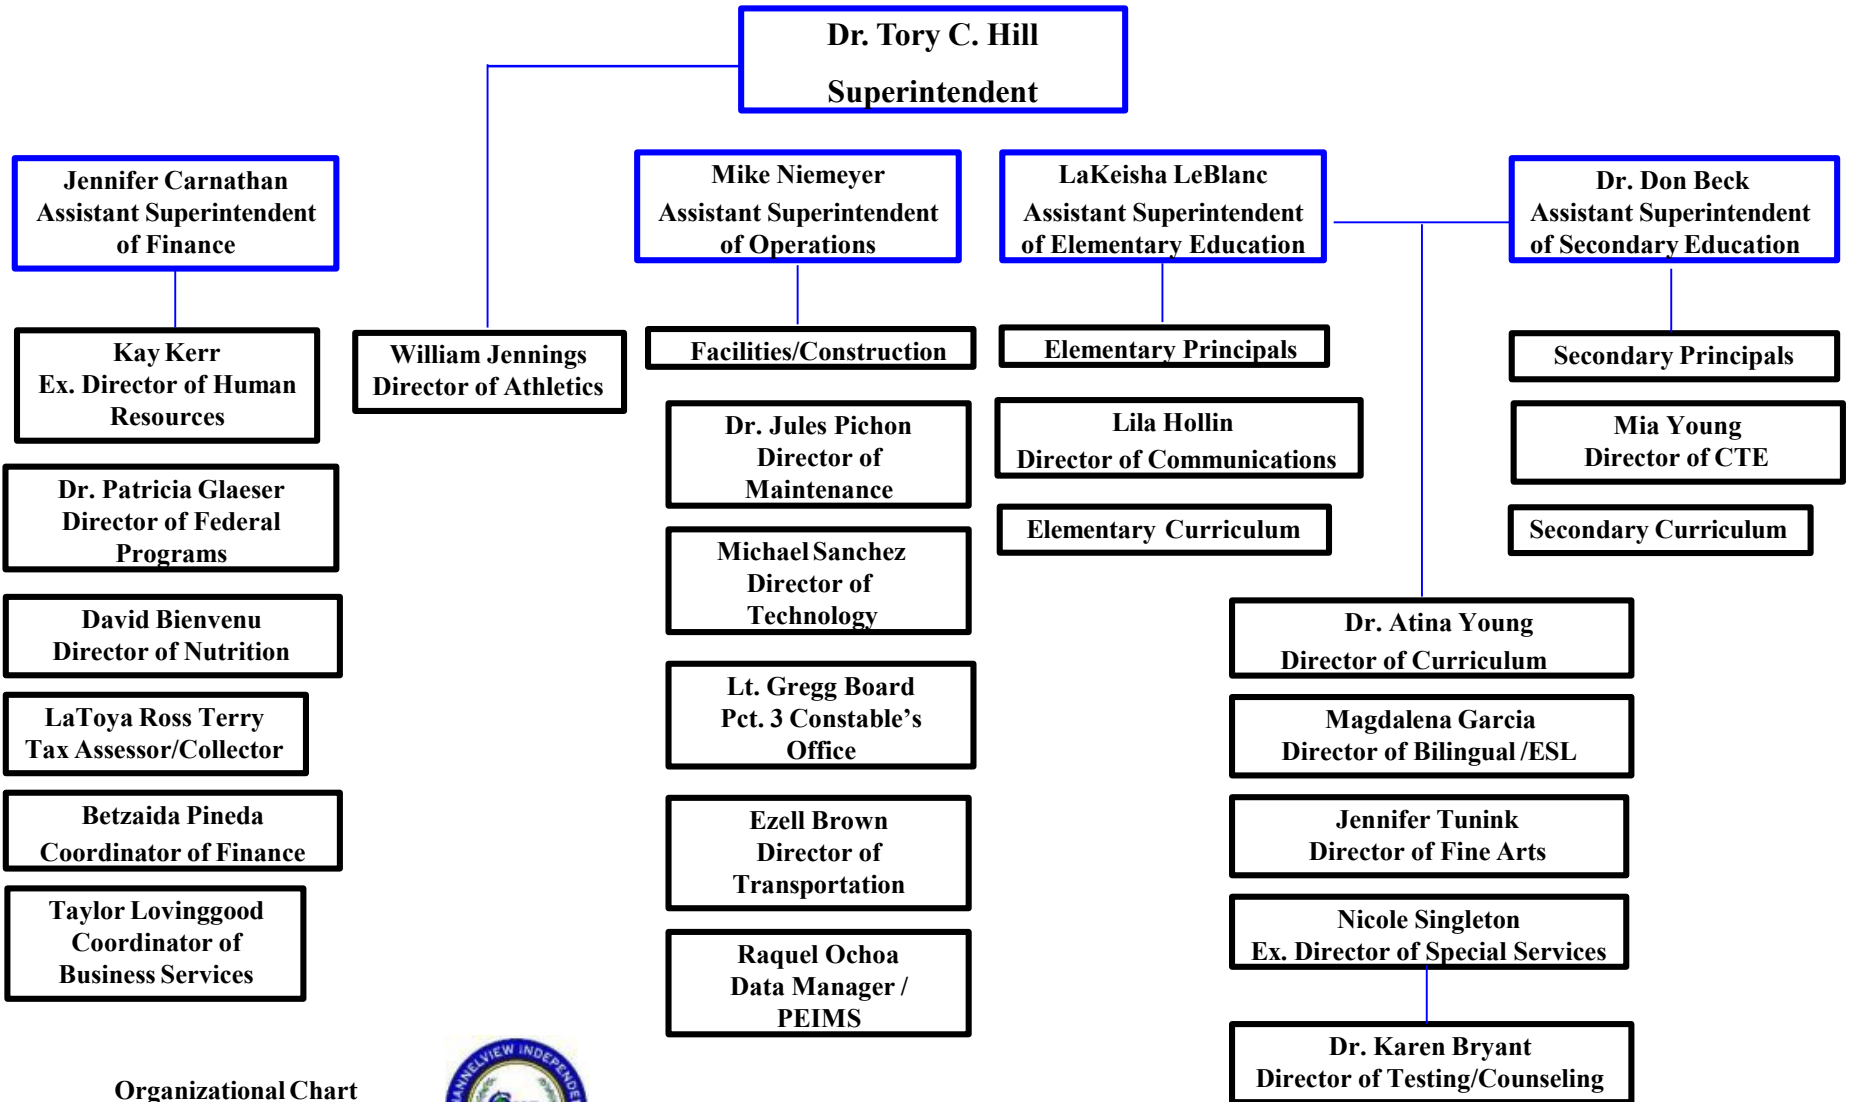 Dr. Tory C. Hill
Superintendent
Jennifer Carnathan
Assistant Superintendent
of Finance
Mike Niemeyer
Assistant Superintendent
of Operations
LaKeisha LeBlanc
Assistant Superintendent
of Elementary Education
Dr. Don Beck
Assistant Superintendent
of Secondary Education
Kay Kerr
Ex. Director of Human
Resources
Dr. Patricia Glaeser
Director of Federal
Programs
David Bienvenu
Director of Nutrition
LaToya Ross Terry
Tax Assessor/Collector
Betzaida Pineda
Coordinator of Finance
Taylor Lovinggood
Coordinator of
Business Services
William Jennings
Director of Athletics
Facilities/Construction
Dr. Jules Pichon
Director of
Maintenance
Michael Sanchez
Director of
Technology
Lt. Gregg Board
Pct. 3 Constable's
Office
Ezell Brown
Director of
Transportation
Raquel Ochoa
Data Manager /
PEIMS
Elementary Principals
Lila Hollin
Director of Communications
Elementary Curriculum
Secondary Principals
Mia Young
Director of CTE
Secondary Curriculum
Dr. Atina Young
Director of Curriculum
Magdalena Garcia
Director of Bilingual /ESL
Jennifer Tunink
Director of Fine Arts
Nicole Singleton
Ex. Director of Special Services
Dr. Karen Bryant
Director of Testing/Counseling
Organizational Chart